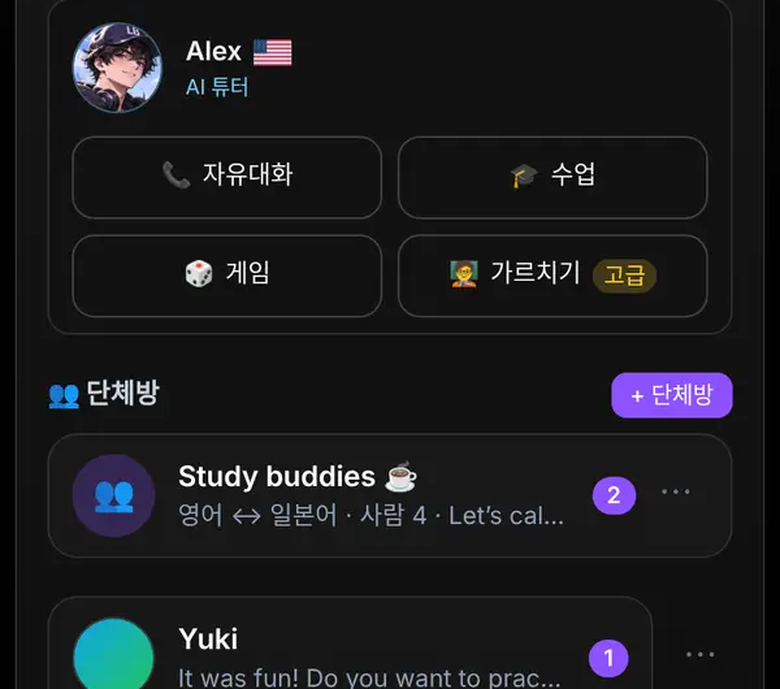 Alex 🇺🇸
AI 튜터
📞 자유대화
🎓 수업
🎲 게임
🧑‍🏫 가르치기 고급
👥 단체방
+ 단체방
Study buddies ☕
영어 ↔ 일본어 · 사람 4 · Let’s cal...
2
Yuki
It was fun! Do you want to prac...
1
LB